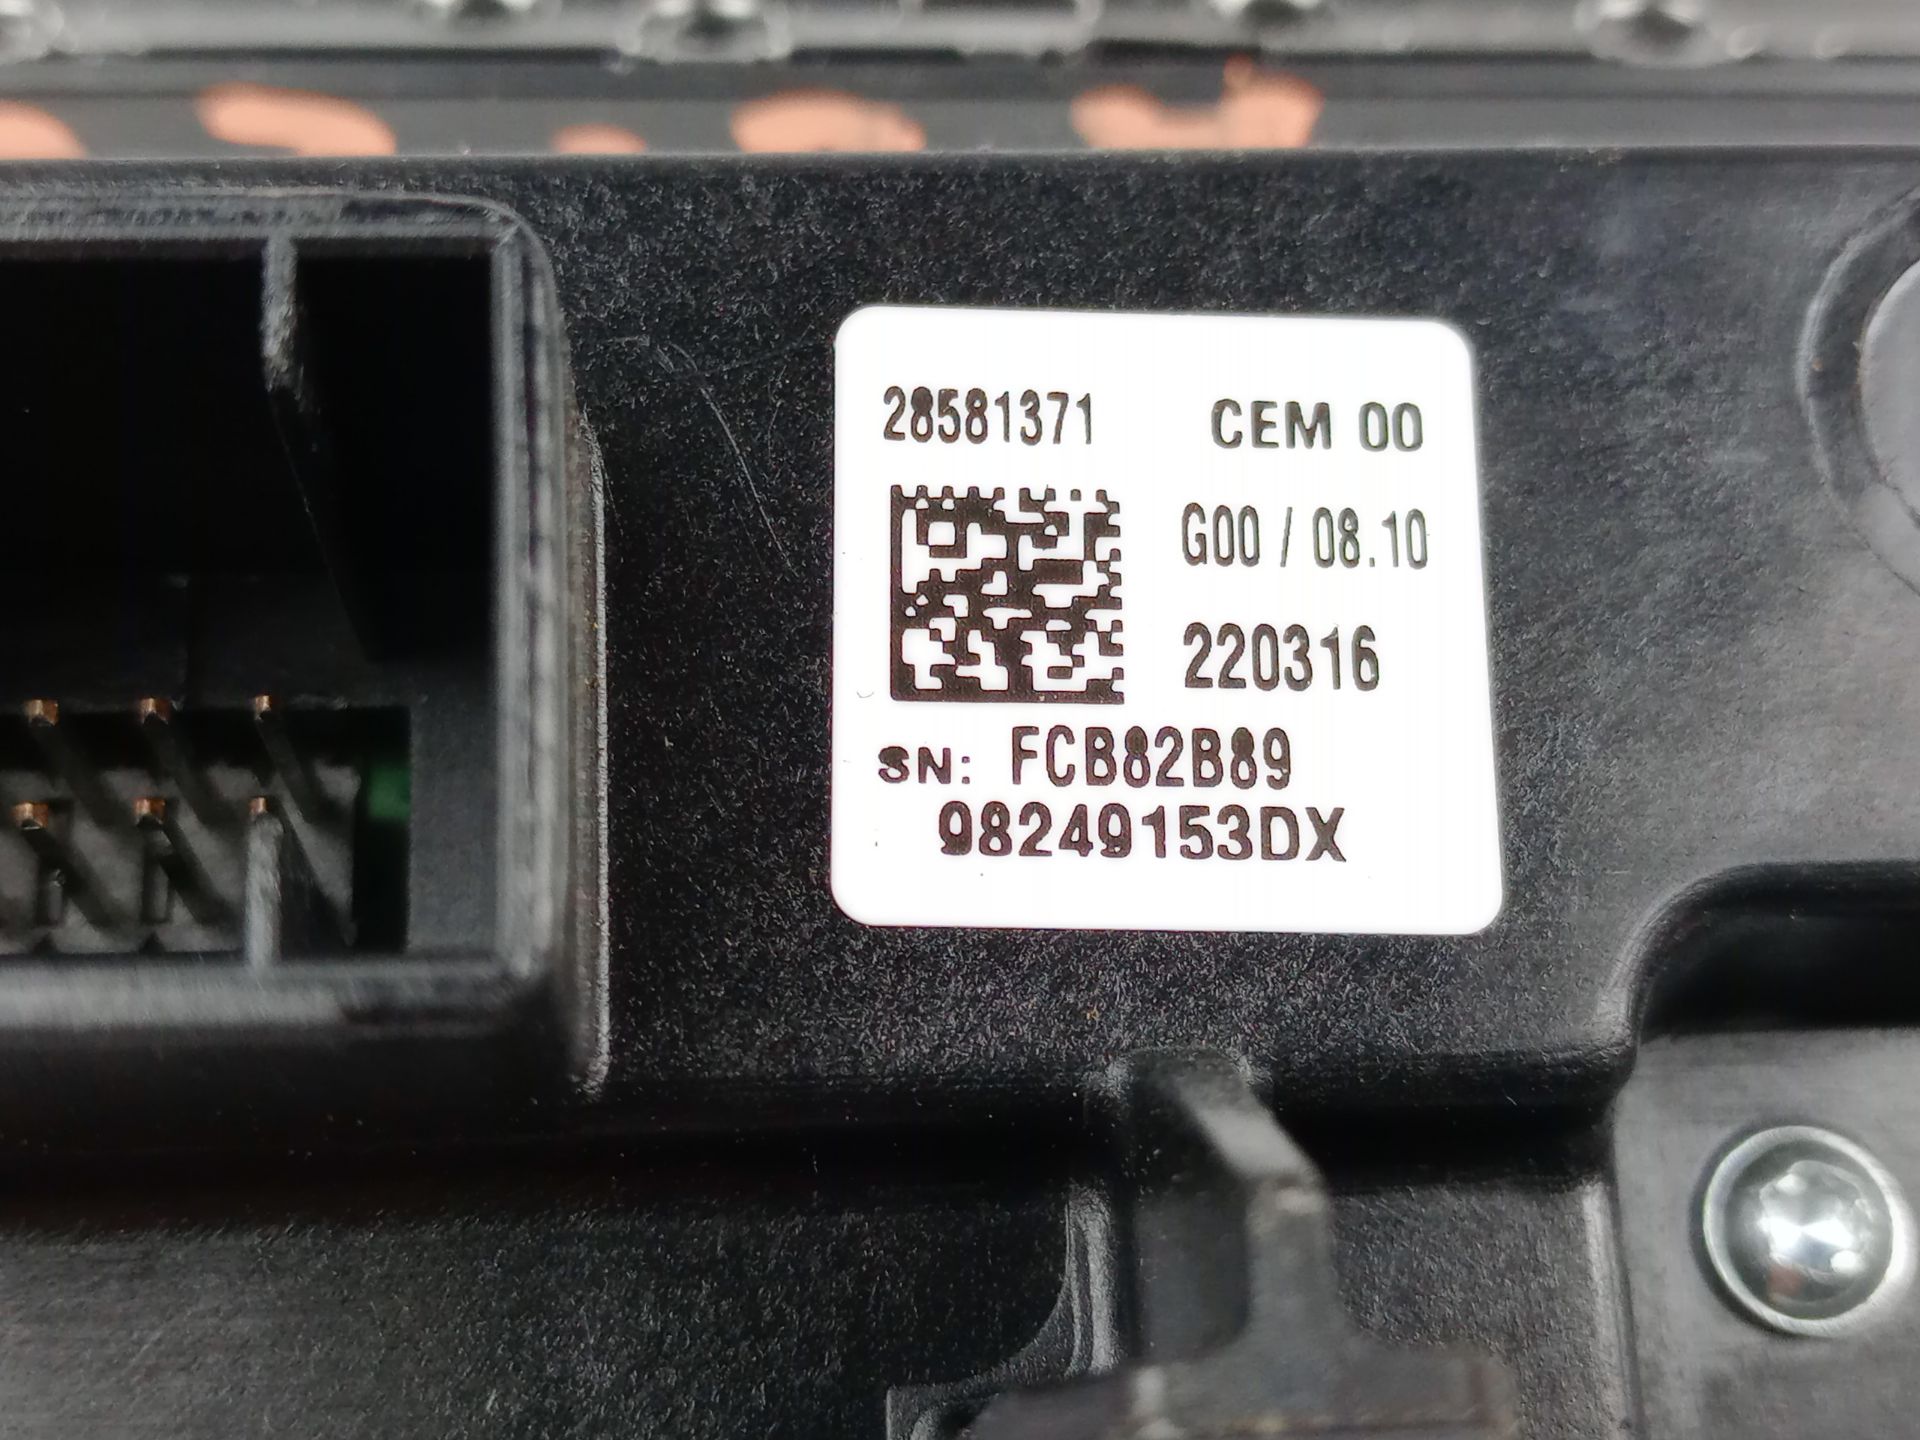 28581371 CEM 00
G00 / 08.10
220316
SN: FCB82B89
98249153DX